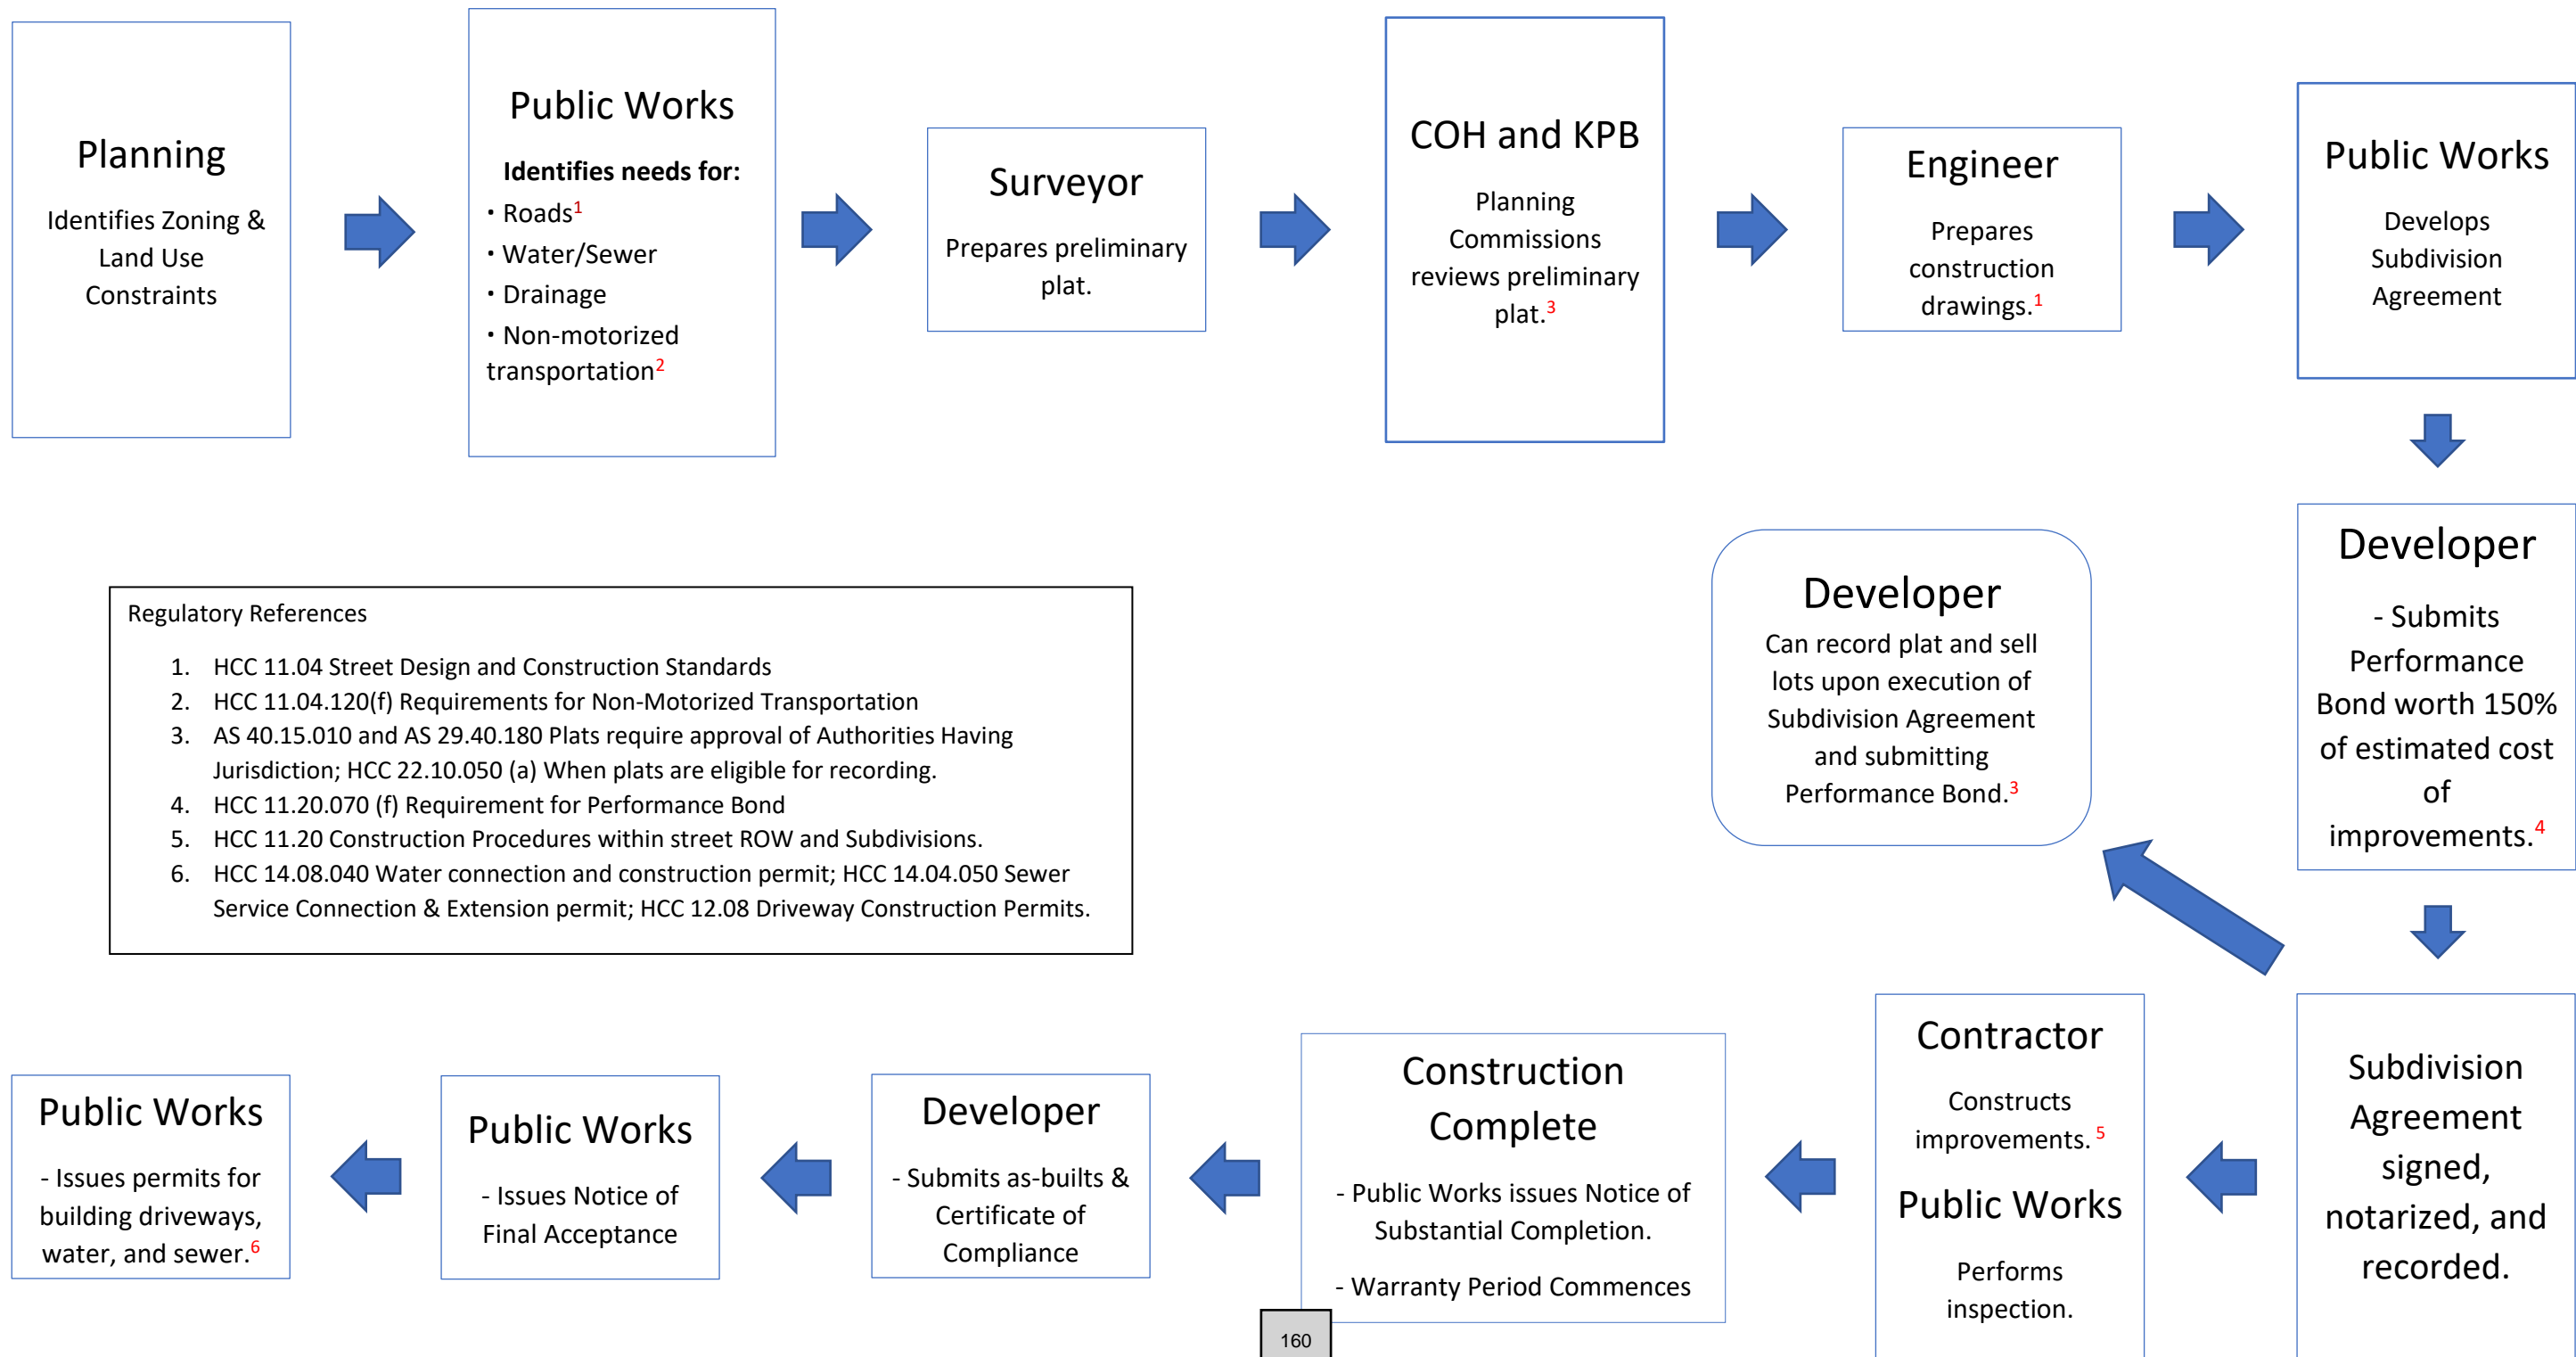 Planning
Identifies Zoning &
Land Use
Constraints
Public Works
Identifies needs for:
· Roads1
· Water/Sewer
· Drainage
· Non-motorized
transportation2
Surveyor
Prepares preliminary
plat.
COH and KPB
Planning
Commissions
reviews preliminary
plat.3
Engineer
Prepares
construction
drawings.1
Public Works
Develops
Subdivision
Agreement
Developer
- Submits
Performance
Bond worth 150%
of estimated cost
of
improvements.4
Developer
Can record plat and sell
lots upon execution of
Subdivision Agreement
and submitting
Performance Bond.3
Regulatory References
1. HCC 11.04 Street Design and Construction Standards
2. HCC 11.04.120(f) Requirements for Non-Motorized Transportation
3. AS 40.15.010 and AS 29.40.180 Plats require approval of Authorities Having
Jurisdiction; HCC 22.10.050 (a) When plats are eligible for recording.
4. HCC 11.20.070 (f) Requirement for Performance Bond
5. HCC 11.20 Construction Procedures within street ROW and Subdivisions.
6. HCC 14.08.040 Water connection and construction permit; HCC 14.04.050 Sewer
Service Connection & Extension permit; HCC 12.08 Driveway Construction Permits.
Subdivision
Agreement
signed,
notarized, and
recorded.
Contractor
Constructs
improvements. 5
Public Works
Performs
inspection.
Construction
Complete
- Public Works issues Notice of
Substantial Completion.
- Warranty Period Commences
Developer
- Submits as-builts &
Certificate of
Compliance
Public Works
- Issues Notice of
Final Acceptance
Public Works
- Issues permits for
building driveways,
water, and sewer.6
160